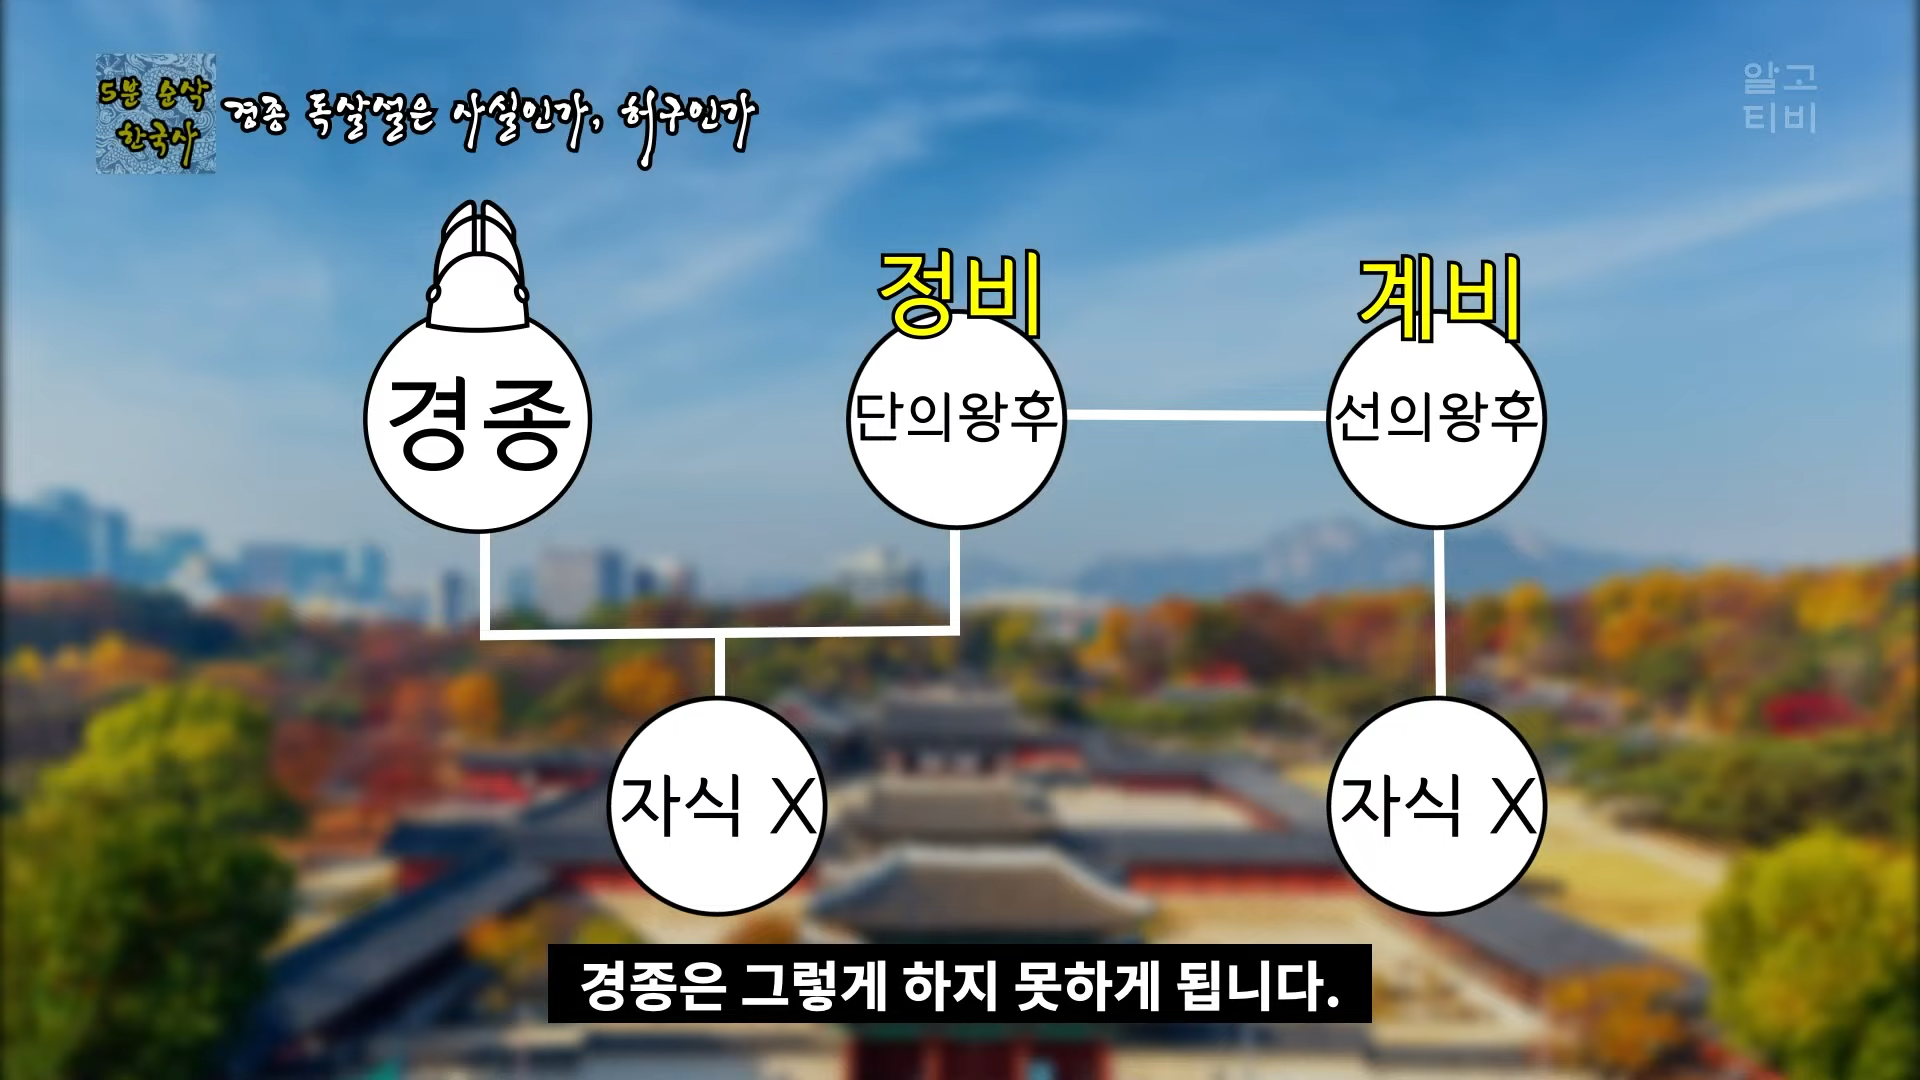 5분 순삭
한국사
경종 독살설은 사실인가, 허구인가
알고
티비
정비
계비
경종
단의왕후
선의왕후
자식 X
자식 X
경종은 그렇게 하지 못하게 됩니다.